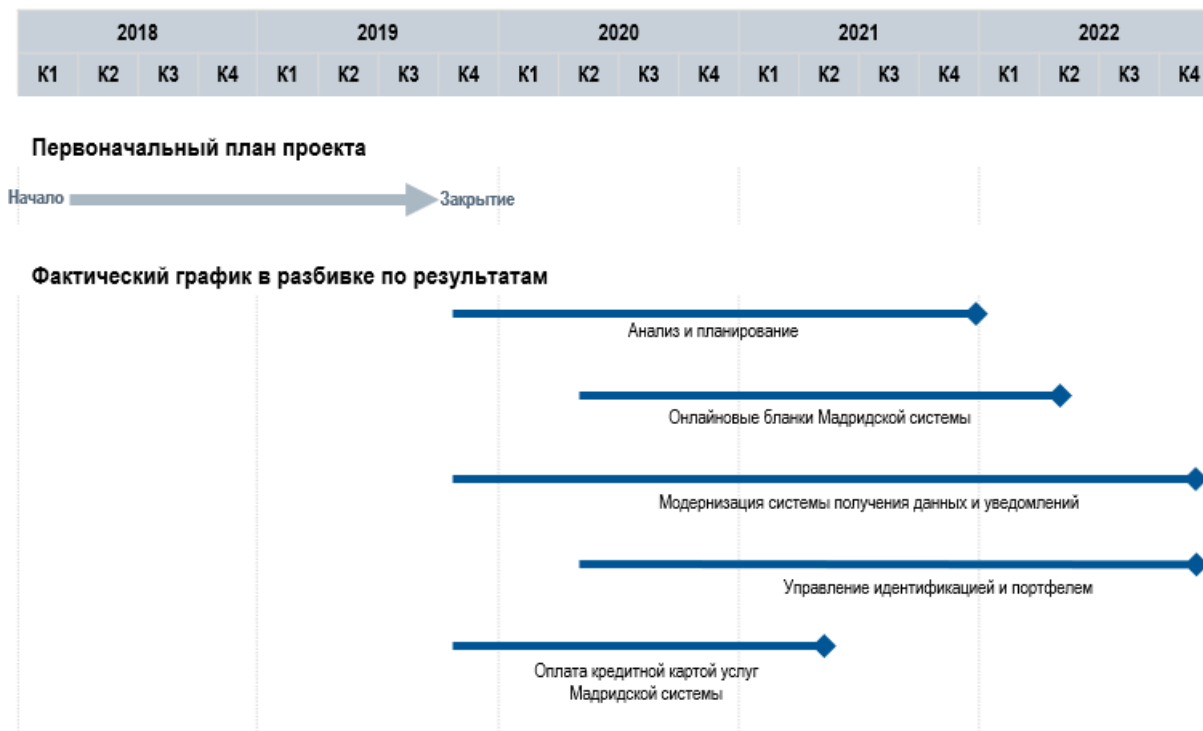 2018 2019 2020 2021 2022
К1 К2 К3 К4 К1 К2 К3 К4 К1 К2 К3 К4 К1 К2 К3 К4 К1 К2 К3 К4
Первоначальный план проекта
Начало Закрытие
Фактический график в разбивке по результатам
Анализ и планирование
Онлайновые бланки Мадридской системы
Модернизация системы получения данных и уведомлений
Управление идентификацией и портфелем
Оплата кредитной картой услуг
Мадридской системы